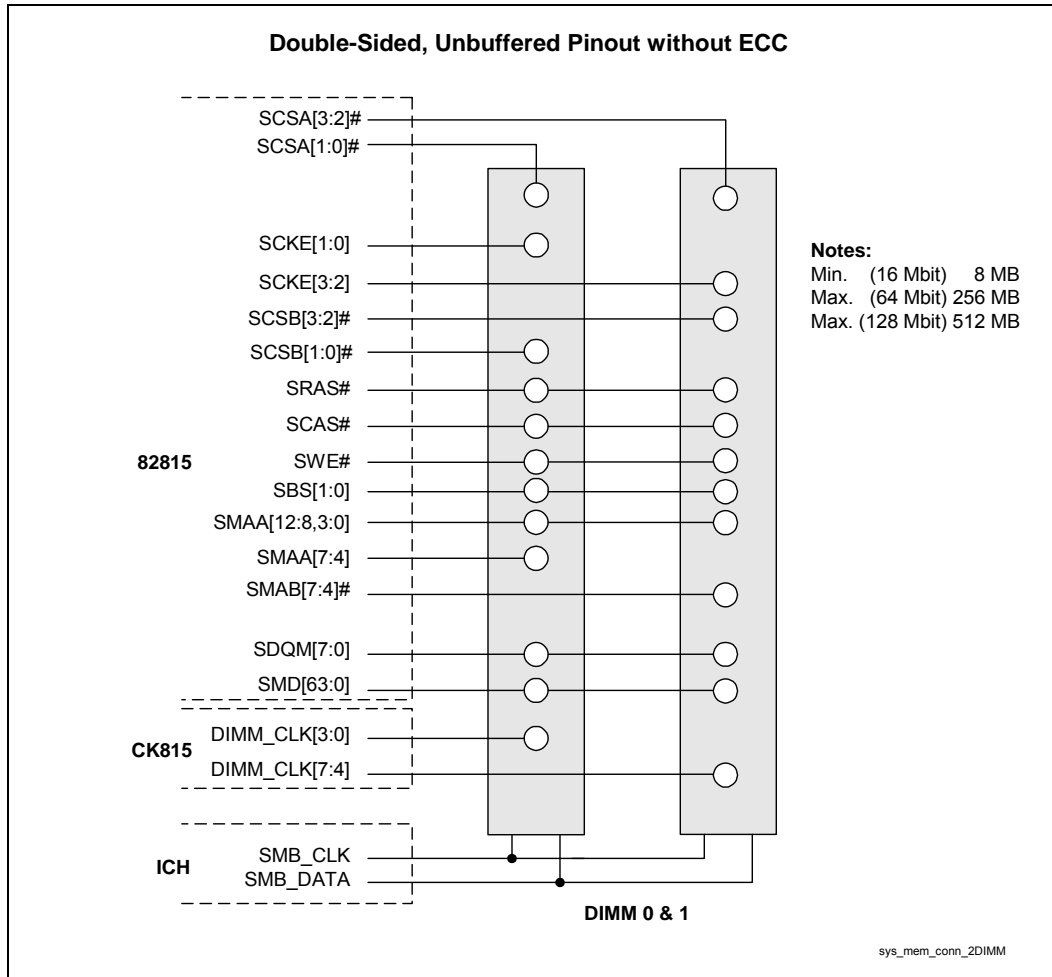 Double-Sided, Unbuffered Pinout without ECC
SCSA[3:2]#
SCSA[1:0]#
SCKE[1:0]
SCKE[3:2]
SCSB[3:2]#
SCSB[1:0]#
SRAS#
SCAS#
82815
SWE#
SBS[1:0]
SMAA[12:8,3:0]
SMAA[7:4]
SMAB[7:4]#
SDQM[7:0]
SMD[63:0]
CK815
DIMM_CLK[3:0]
DIMM_CLK[7:4]
ICH
SMB_CLK
SMB_DATA
Notes:
Min. (16 Mbit) 8 MB
Max. (64 Mbit) 256 MB
Max. (128 Mbit) 512 MB
DIMM 0 & 1
sys_mem_conn_2DIMM